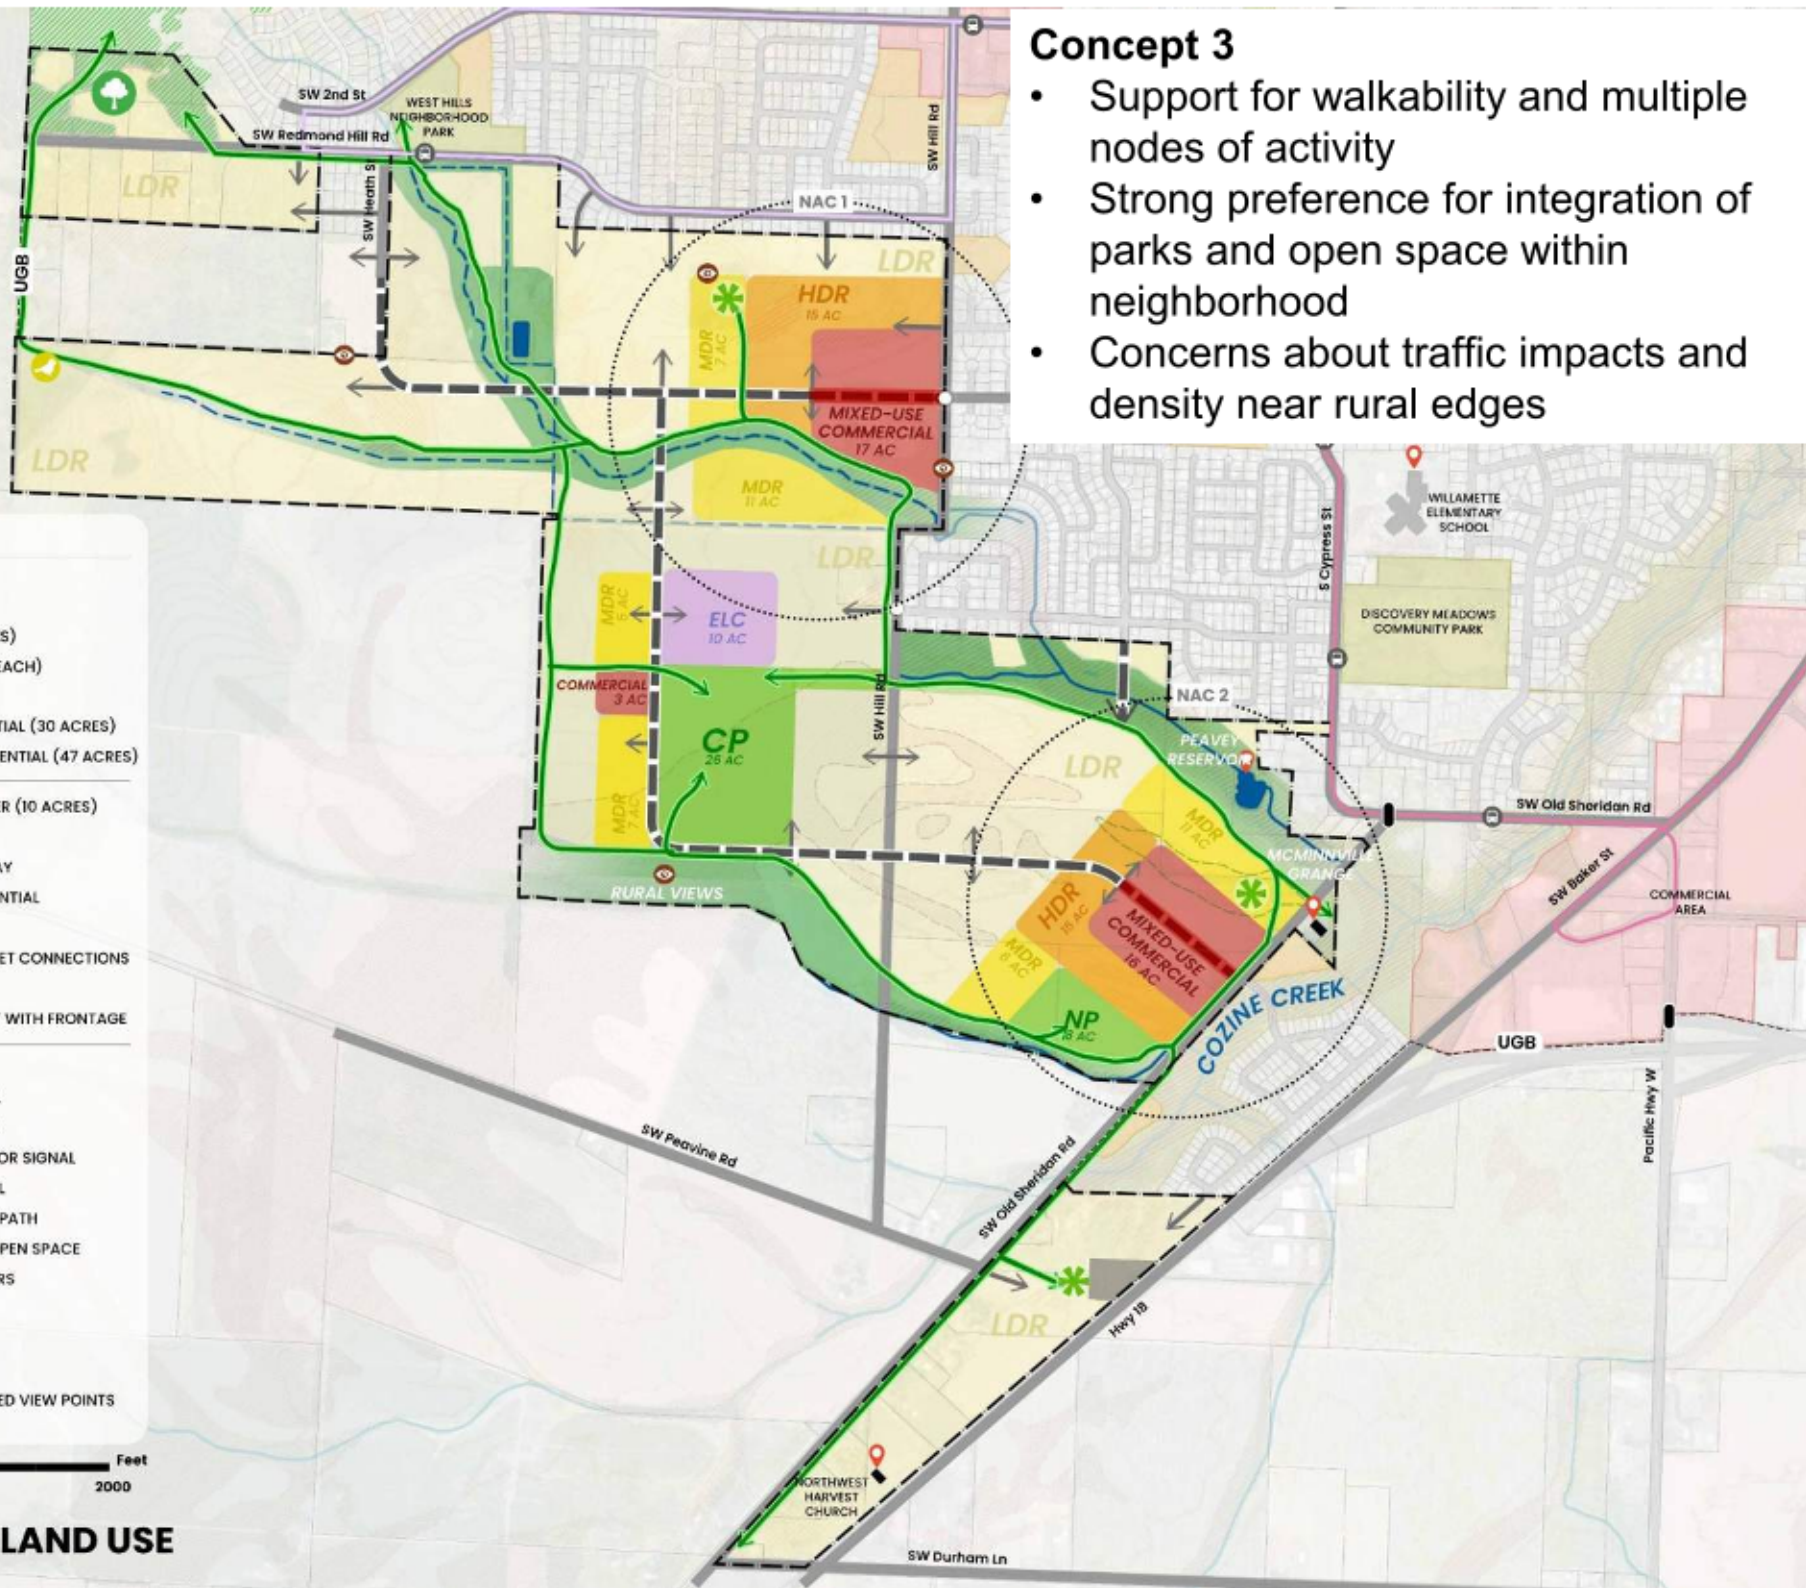 Concept 3
• Support for walkability and multiple
nodes of activity
• Strong preference for integration of
parks and open space within
neighborhood
• Concerns about traffic impacts and
density near rural edges
SW 2nd St
WEST HILLS
NEIGHBORHOOD
PARK
SW Redmond Hill Rd
SW Hill Rd
LDR
SW Heath St
NAC 1
UGB
LDR
HDR
15 AC
MDR
7 AC
MIXED-USE
COMMERCIAL
17 AC
LDR
MDR
11 AC
WILLAMETTE
ELEMENTARY
SCHOOL
S Cypress St
LDR
MDR
ELC
10 AC
DISCOVERY MEADOWS
COMMUNITY PARK
COMMERCIAL
3 AC
SW Hill Rd
NAC 2
CP
26 AC
PEAVEY
RESERVOIR
LDR
MDR
7 AC
MDR
11 AC
SW Old Sheridan Rd
MCMINNVILLE
GRANGE
SW Baker St
COMMERCIAL
AREA
RURAL VIEWS
HDR
15 AC
MIXED-USE
COMMERCIAL
16 AC
MDR
6 AC
NP
COZINE CREEK
UGB
Pacific Hwy W
SW Peavine Rd
SW Old Sheridan Rd
LDR
Hwy 18
NORTHWEST
HARVEST
CHURCH
SW Durham Ln
S)
EACH)
TIAL (30 ACRES)
ENTIAL (47 ACRES)
ER (10 ACRES)
AY
NTIAL
ET CONNECTIONS
WITH FRONTAGE
OR SIGNAL
L
PATH
PEN SPACE
RS
ED VIEW POINTS
Feet
2000
LAND USE